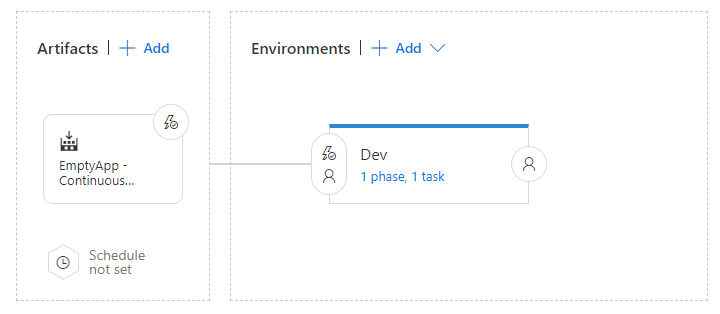 Artifacts | + Add
Environments | + Add
EmptyApp -
Continuous...
Dev
1 phase, 1 task
Schedule
not set